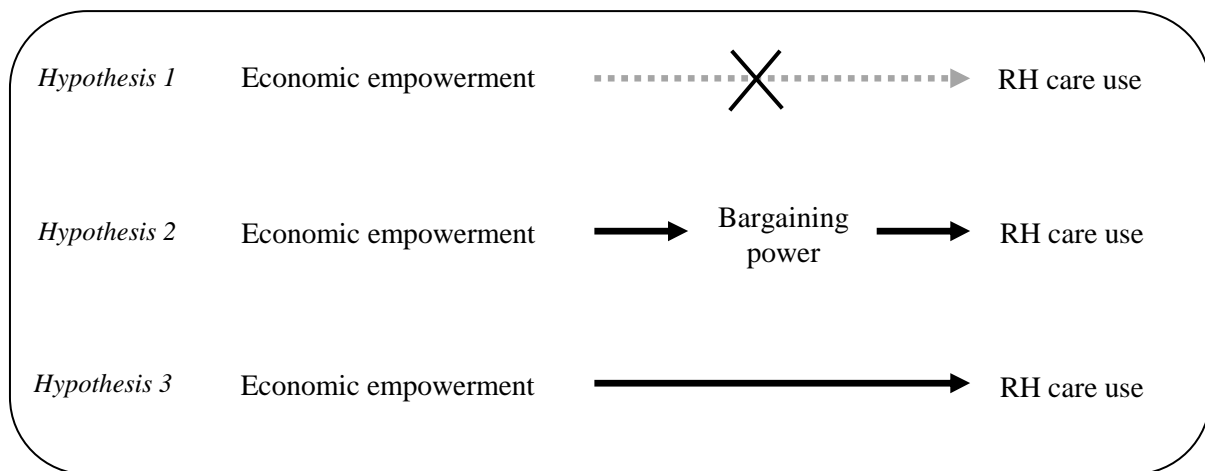 Hypothesis 1 Economic empowerment RH care use
Hypothesis 2 Economic empowerment Bargaining power RH care use
Hypothesis 3 Economic empowerment RH care use